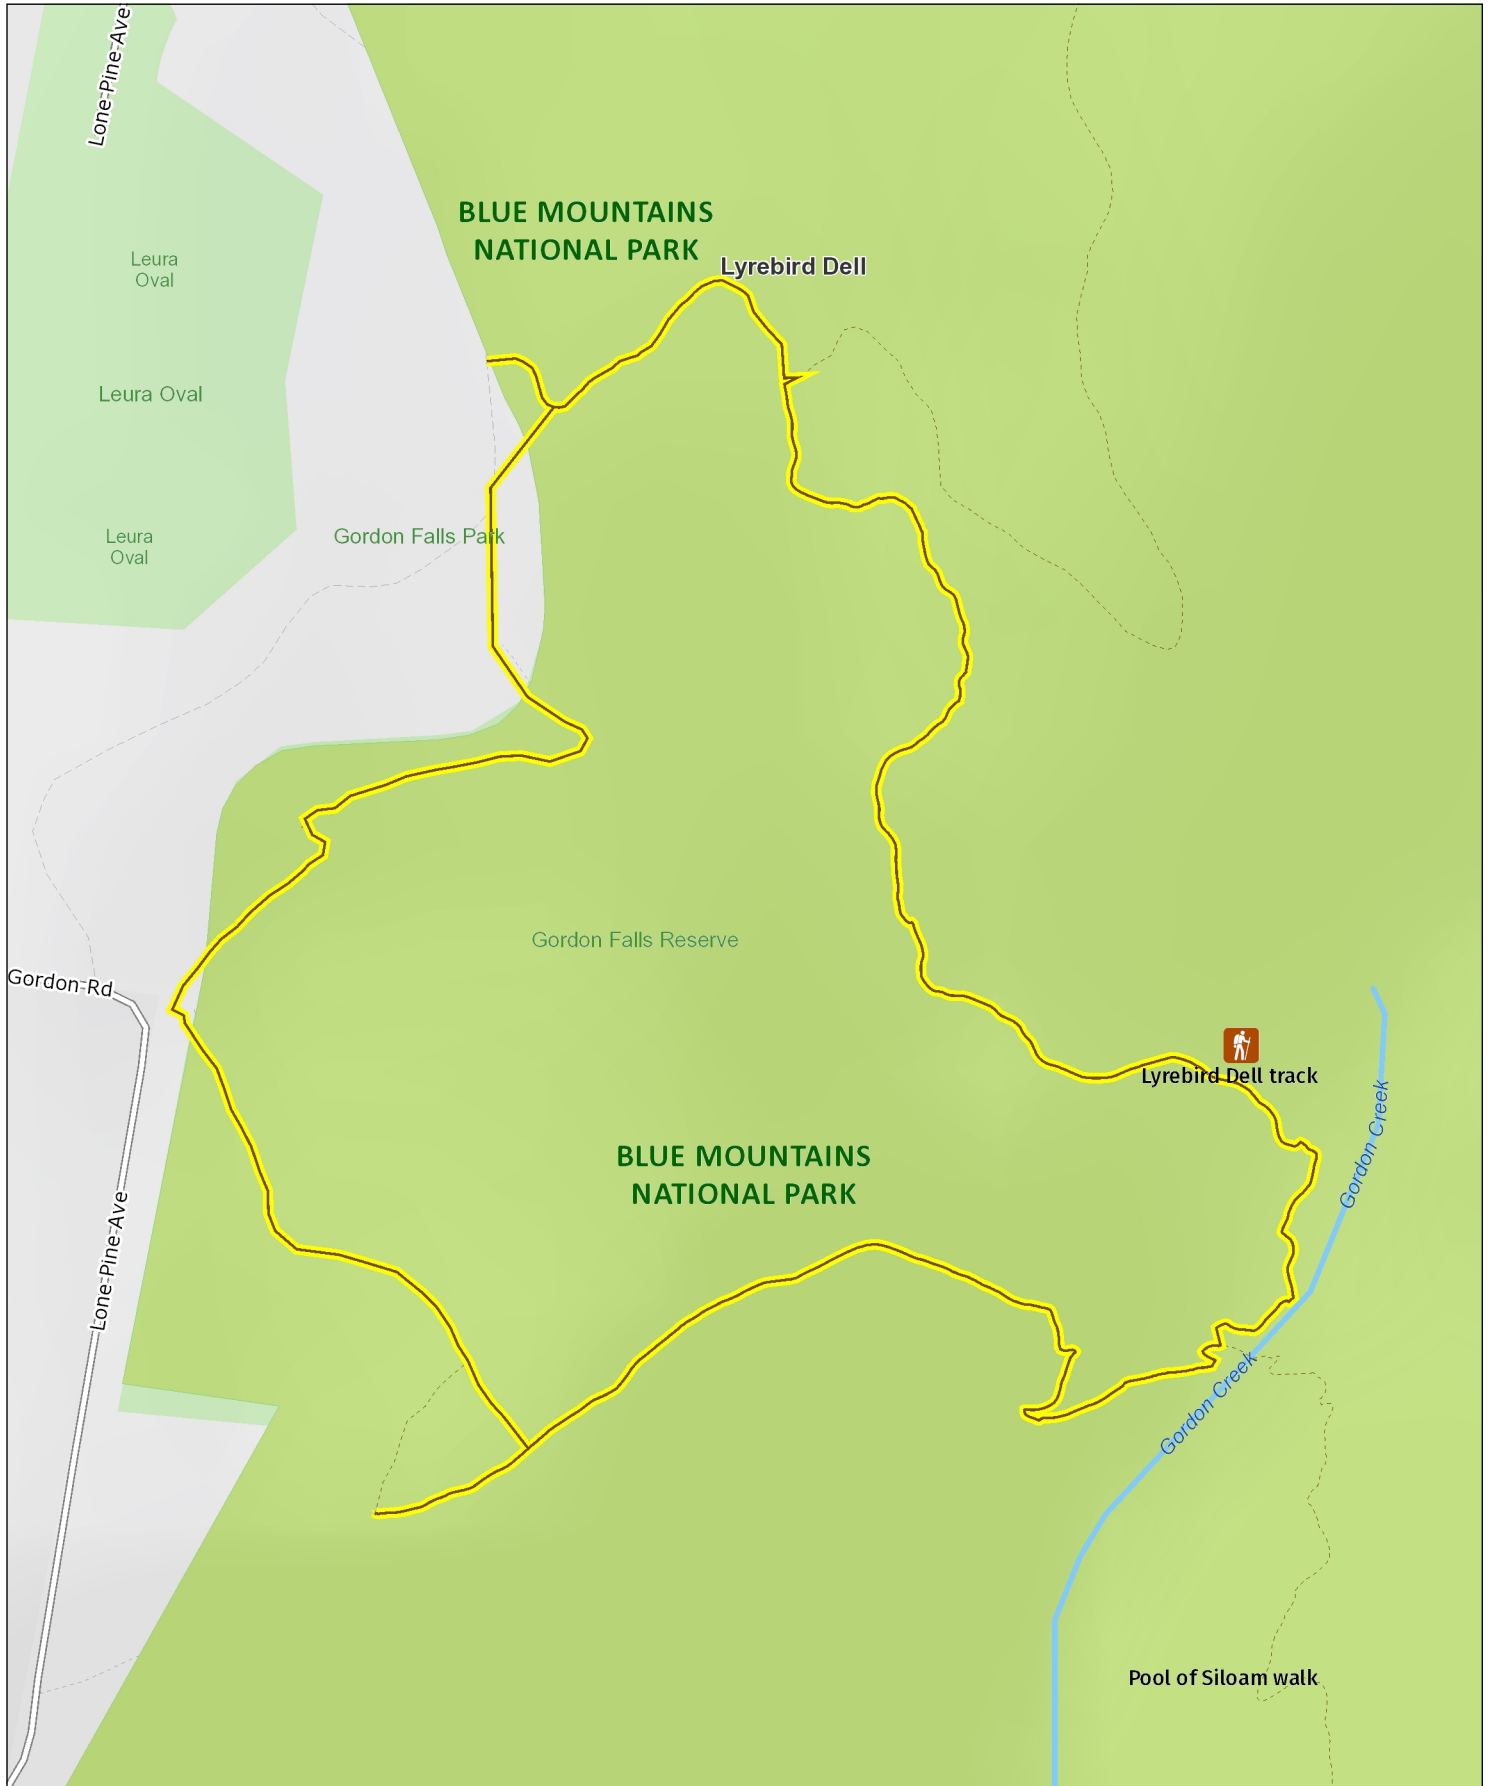 Lone-Pine-Ave
BLUE MOUNTAINS
NATIONAL PARK
Leura
Oval
Lyrebird Dell
Leura Oval
Leura
Oval
Gordon Falls Park
Gordon Falls Reserve
Gordon-Rd
Lyrebird Dell track
Gordon Creek
BLUE MOUNTAINS
NATIONAL PARK
Lone-Pine-Ave
Gordon Creek
Pool of Siloam walk